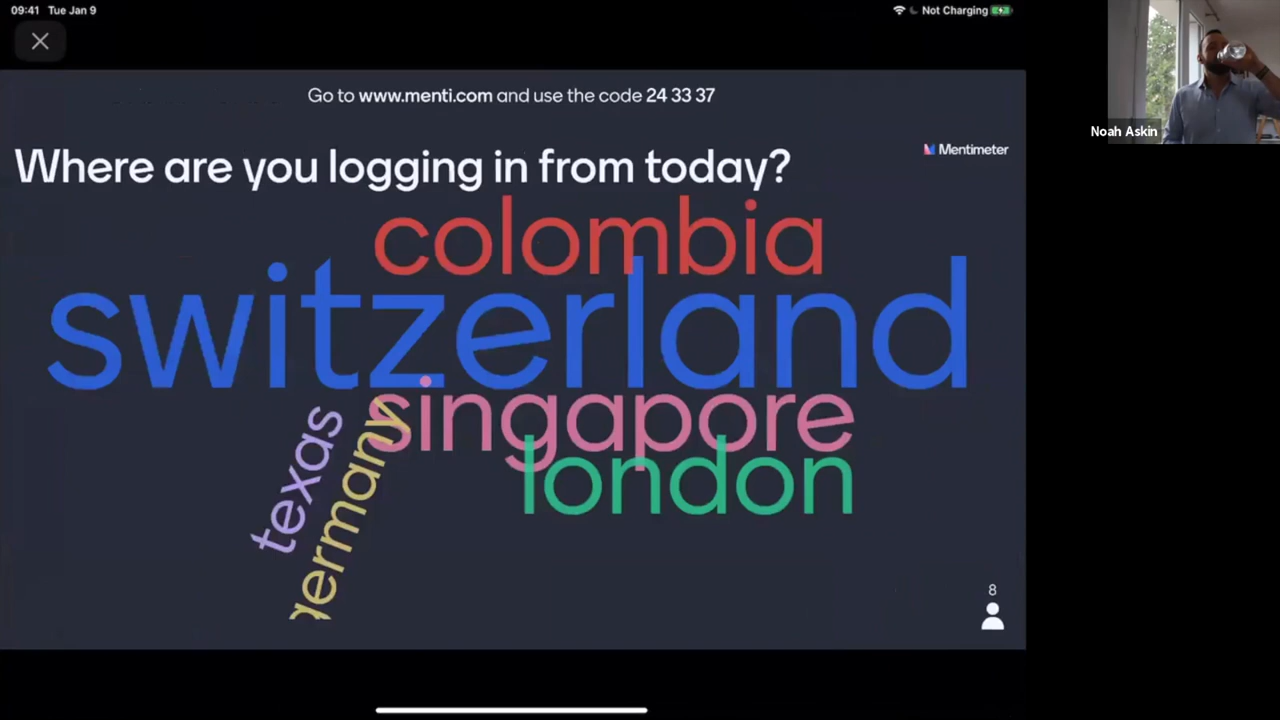 09:41 Tue Jan 9
Not Charging
Go to www.menti.com and use the code 24 33 37
Mentimeter
Where are you logging in from today?
colombia
switzerland
singapore
texas
germany
london
8
Noah Askin